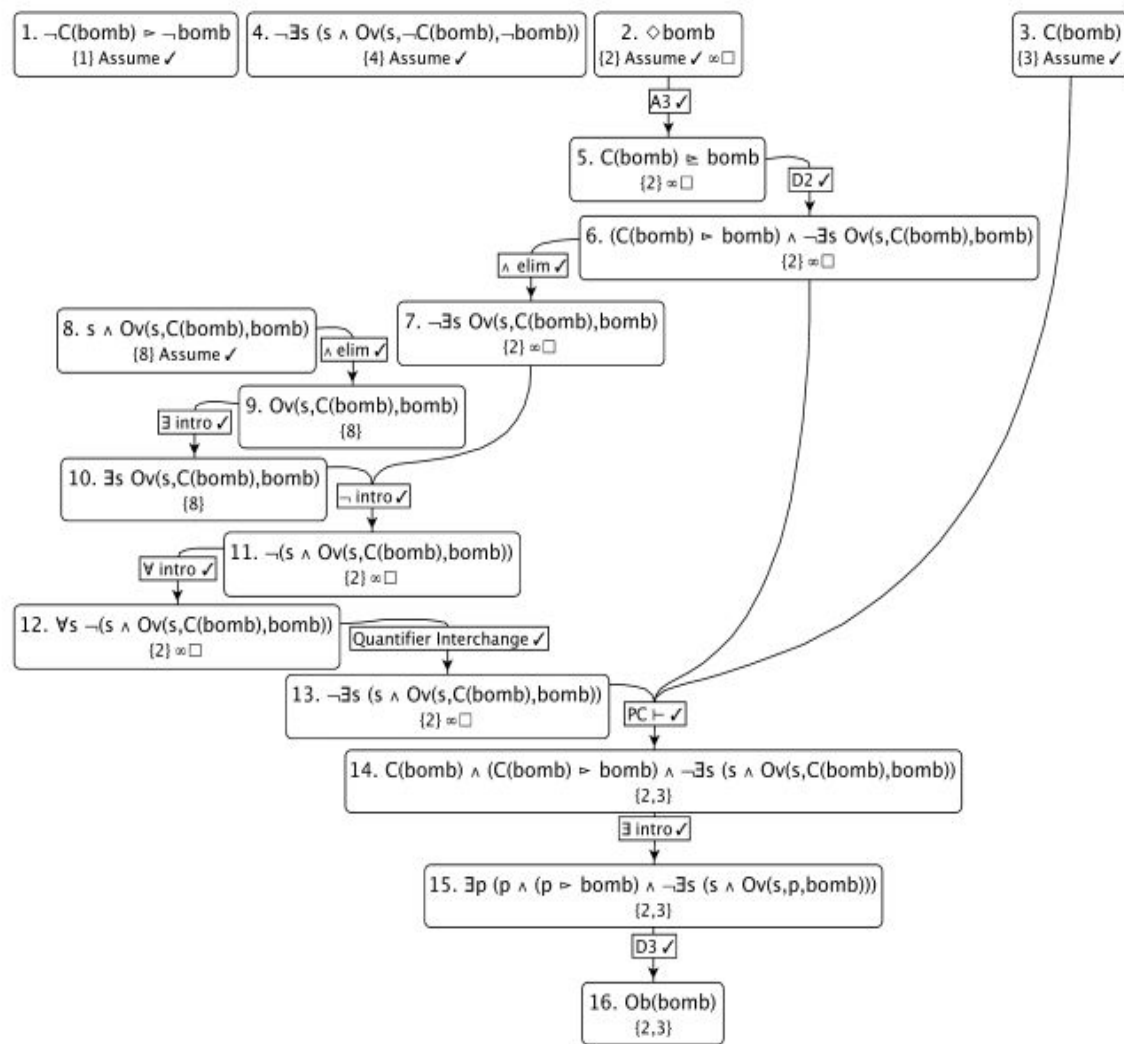 1. ¬C(bomb) ⊳ ¬bomb
{1} Assume ✓
4. ¬∃s (s ∧ Ov(s,¬C(bomb),¬bomb))
{4} Assume ✓
2. ◇bomb
{2} Assume ✓ ∞□
3. C(bomb)
{3} Assume ✓
A3 ✓
5. C(bomb) ⊵ bomb
{2} ∞□
D2 ✓
6. (C(bomb) ⊳ bomb) ∧ ¬∃s Ov(s,C(bomb),bomb)
{2} ∞□
∧ elim ✓
7. ¬∃s Ov(s,C(bomb),bomb)
{2} ∞□
8. s ∧ Ov(s,C(bomb),bomb)
{8} Assume ✓
∧ elim ✓
9. Ov(s,C(bomb),bomb)
{8}
∃ intro ✓
10. ∃s Ov(s,C(bomb),bomb)
{8}
¬ intro ✓
11. ¬(s ∧ Ov(s,C(bomb),bomb))
{2} ∞□
∀ intro ✓
12. ∀s ¬(s ∧ Ov(s,C(bomb),bomb))
{2} ∞□
Quantifier Interchange ✓
13. ¬∃s (s ∧ Ov(s,C(bomb),bomb))
{2} ∞□
PC ⊢ ✓
14. C(bomb) ∧ (C(bomb) ⊳ bomb) ∧ ¬∃s (s ∧ Ov(s,C(bomb),bomb))
{2,3}
∃ intro ✓
15. ∃p (p ∧ (p ⊳ bomb) ∧ ¬∃s (s ∧ Ov(s,p,bomb)))
{2,3}
D3 ✓
16. Ob(bomb)
{2,3}